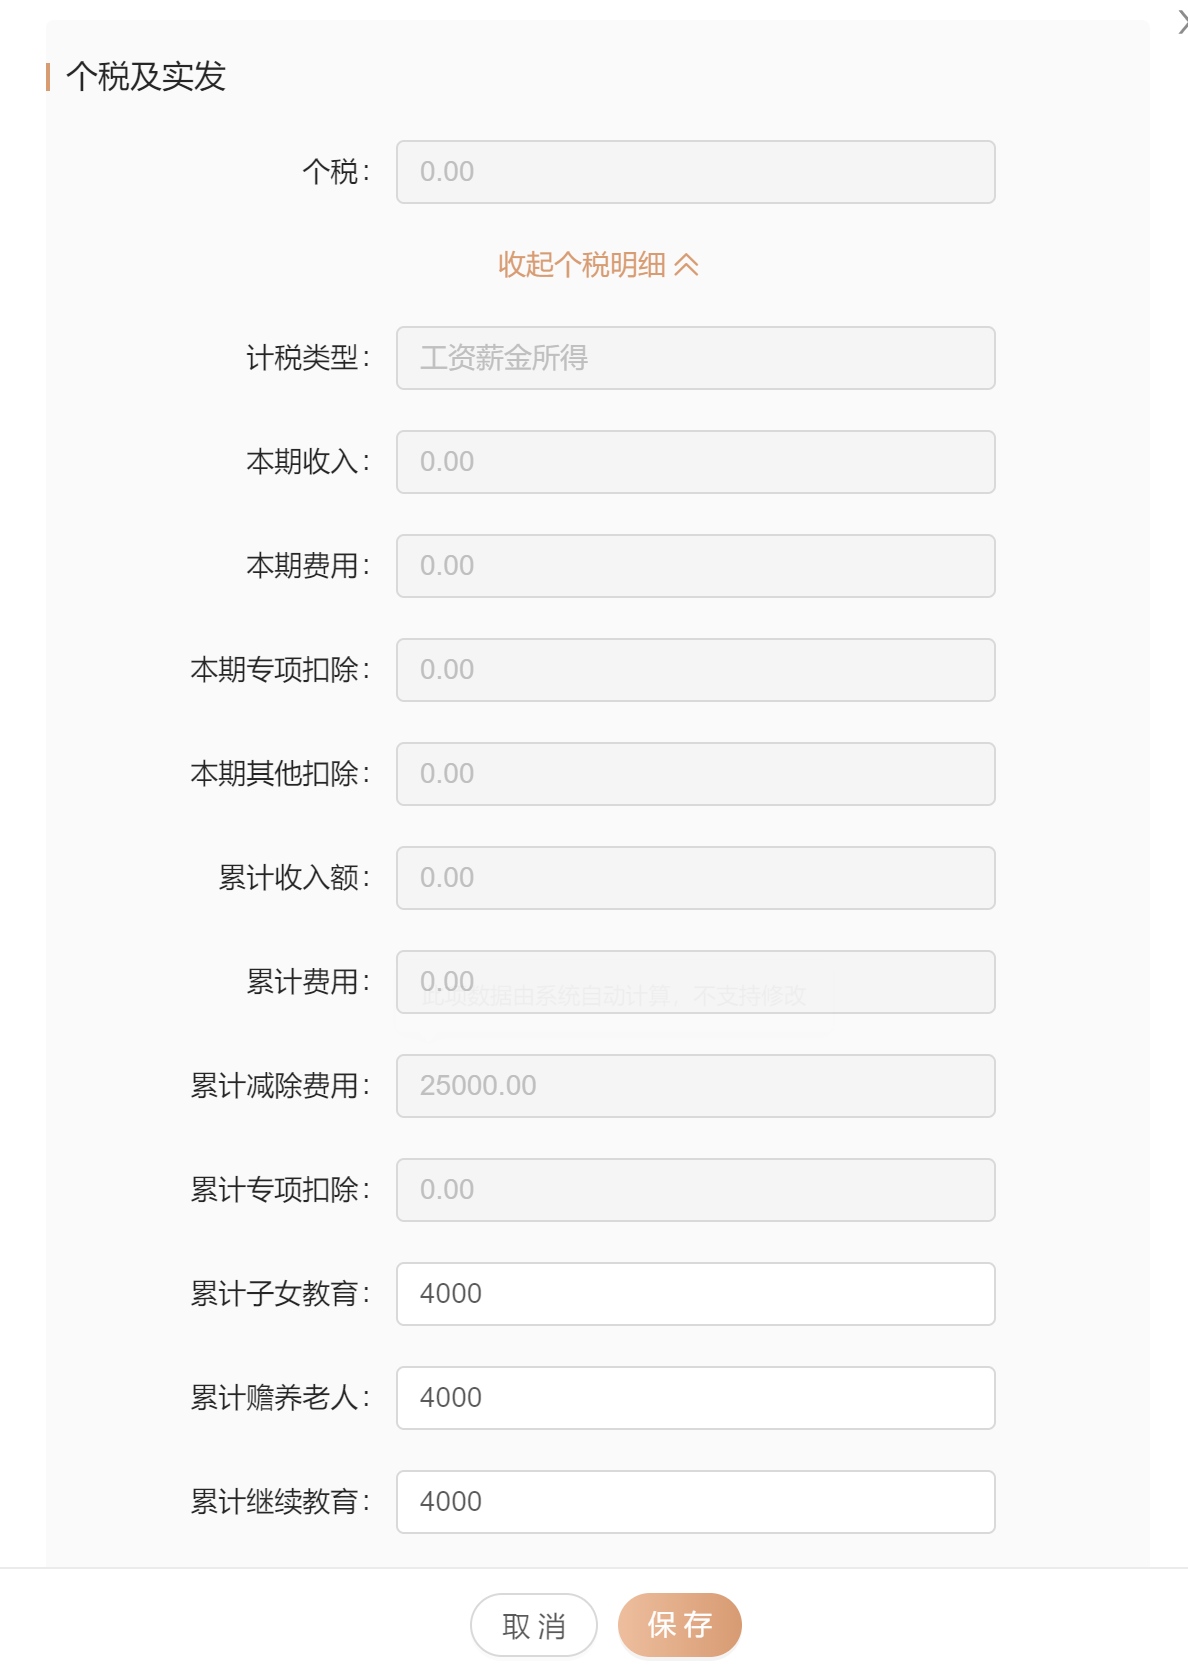 个税及实发
个税: 0.00
收起个税明细
计税类型: 工资薪金所得
本期收入: 0.00
本期费用: 0.00
本期专项扣除: 0.00
本期其他扣除: 0.00
累计收入额: 0.00
累计费用: 0.00
此项数据由系统自动计算，不支持修改
累计减除费用: 25000.00
累计专项扣除: 0.00
累计子女教育: 4000
累计赡养老人: 4000
累计继续教育: 4000
取消 保存